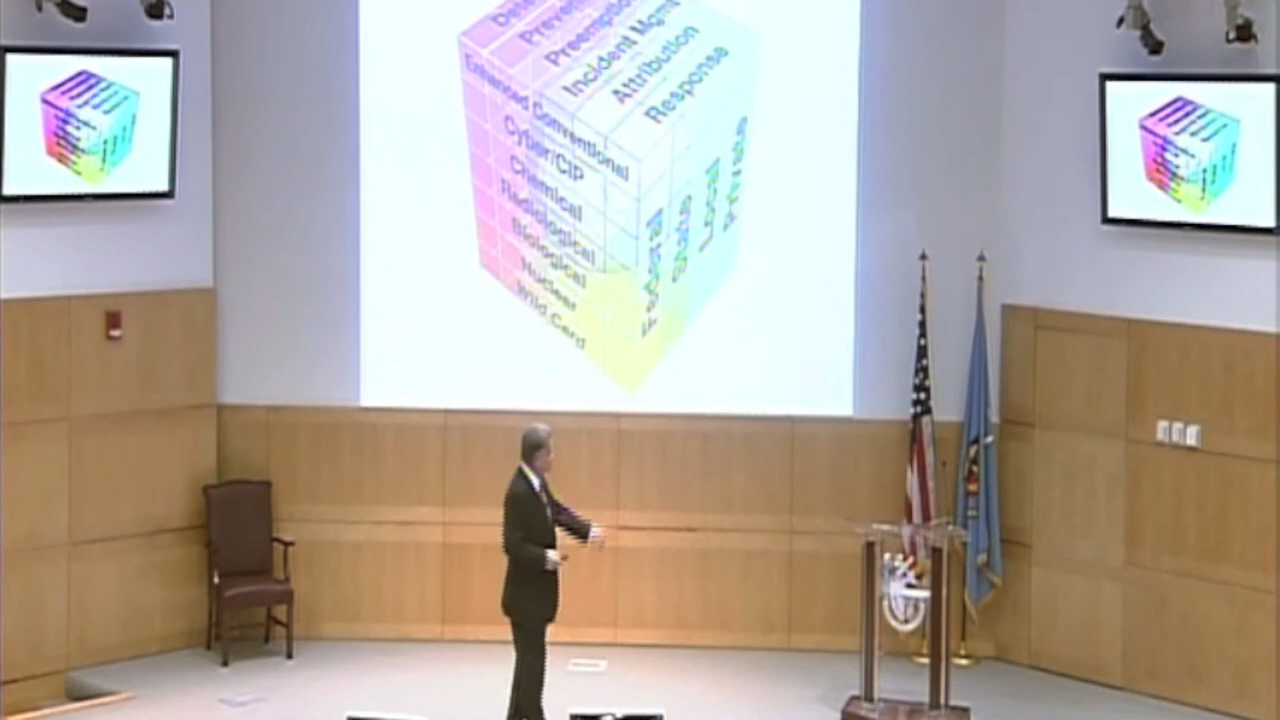 Preemption
Incident Mgmt
Attribution
Response
Enhanced Conventional
Cyber/CIP
Chemical
Radiological
Biological
Nuclear
Wild Card
Federal
State
Local
Private